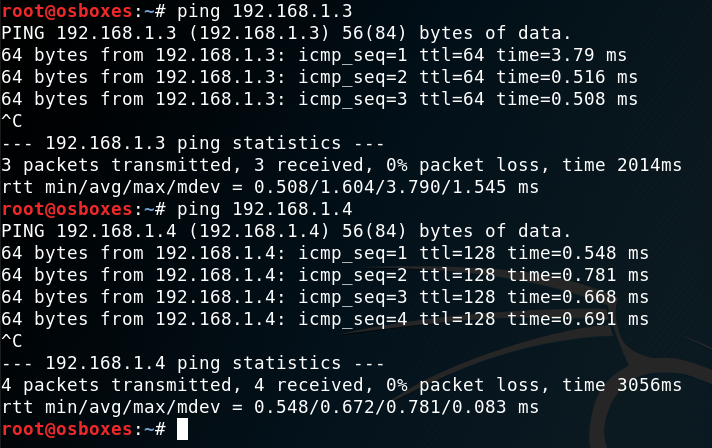 root@osboxes:~# ping 192.168.1.3
PING 192.168.1.3 (192.168.1.3) 56(84) bytes of data.
64 bytes from 192.168.1.3: icmp_seq=1 ttl=64 time=3.79 ms
64 bytes from 192.168.1.3: icmp_seq=2 ttl=64 time=0.516 ms
64 bytes from 192.168.1.3: icmp_seq=3 ttl=64 time=0.508 ms
^C
--- 192.168.1.3 ping statistics ---
3 packets transmitted, 3 received, 0% packet loss, time 2014ms
rtt min/avg/max/mdev = 0.508/1.604/3.790/1.545 ms
root@osboxes:~# ping 192.168.1.4
PING 192.168.1.4 (192.168.1.4) 56(84) bytes of data.
64 bytes from 192.168.1.4: icmp_seq=1 ttl=128 time=0.548 ms
64 bytes from 192.168.1.4: icmp_seq=2 ttl=128 time=0.781 ms
64 bytes from 192.168.1.4: icmp_seq=3 ttl=128 time=0.668 ms
64 bytes from 192.168.1.4: icmp_seq=4 ttl=128 time=0.691 ms
^C
--- 192.168.1.4 ping statistics ---
4 packets transmitted, 4 received, 0% packet loss, time 3056ms
rtt min/avg/max/mdev = 0.548/0.672/0.781/0.083 ms
root@osboxes:~#